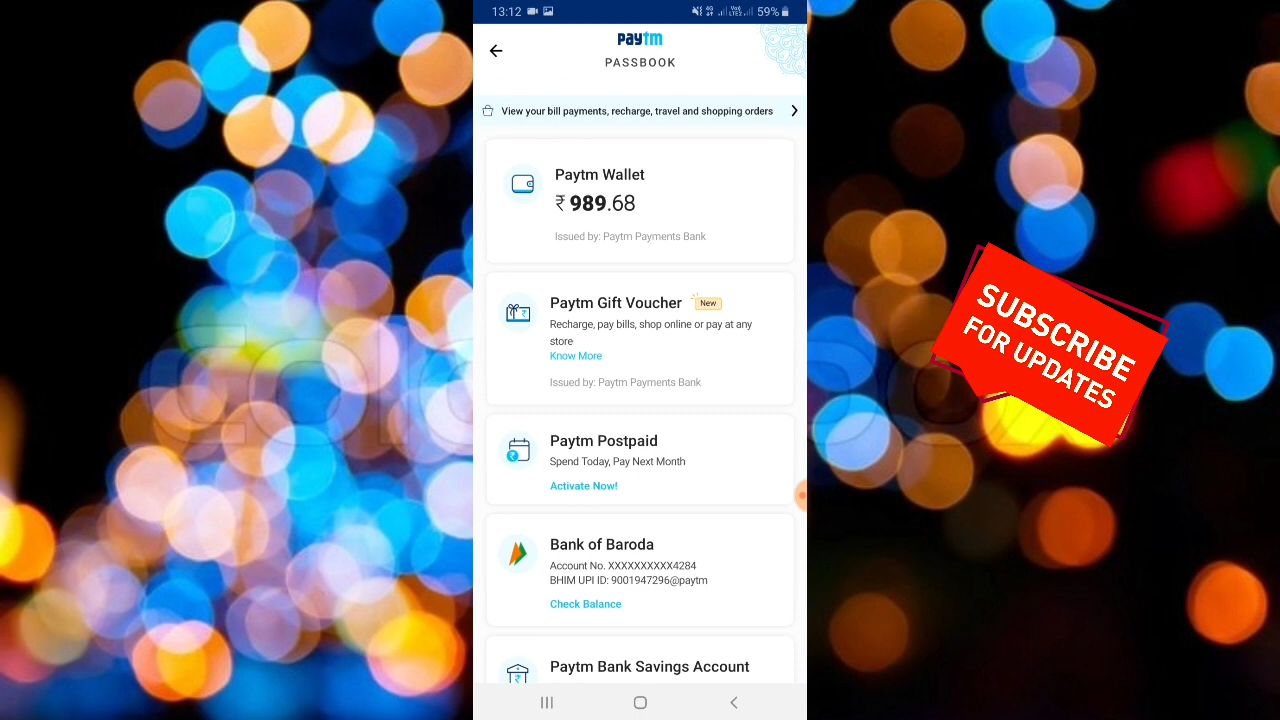 13:12
59%
paytm
PASSBOOK
View your bill payments, recharge, travel and shopping orders
Paytm Wallet
₹ 989.68
Issued by: Paytm Payments Bank
Paytm Gift Voucher New
Recharge, pay bills, shop online or pay at any
store
Know More
Issued by: Paytm Payments Bank
Paytm Postpaid
Spend Today, Pay Next Month
Activate Now!
Bank of Baroda
Account No. XXXXXXXXXX4284
BHIM UPI ID: 9001947296@paytm
Check Balance
Paytm Bank Savings Account
SUBSCRIBE
FOR UPDATES